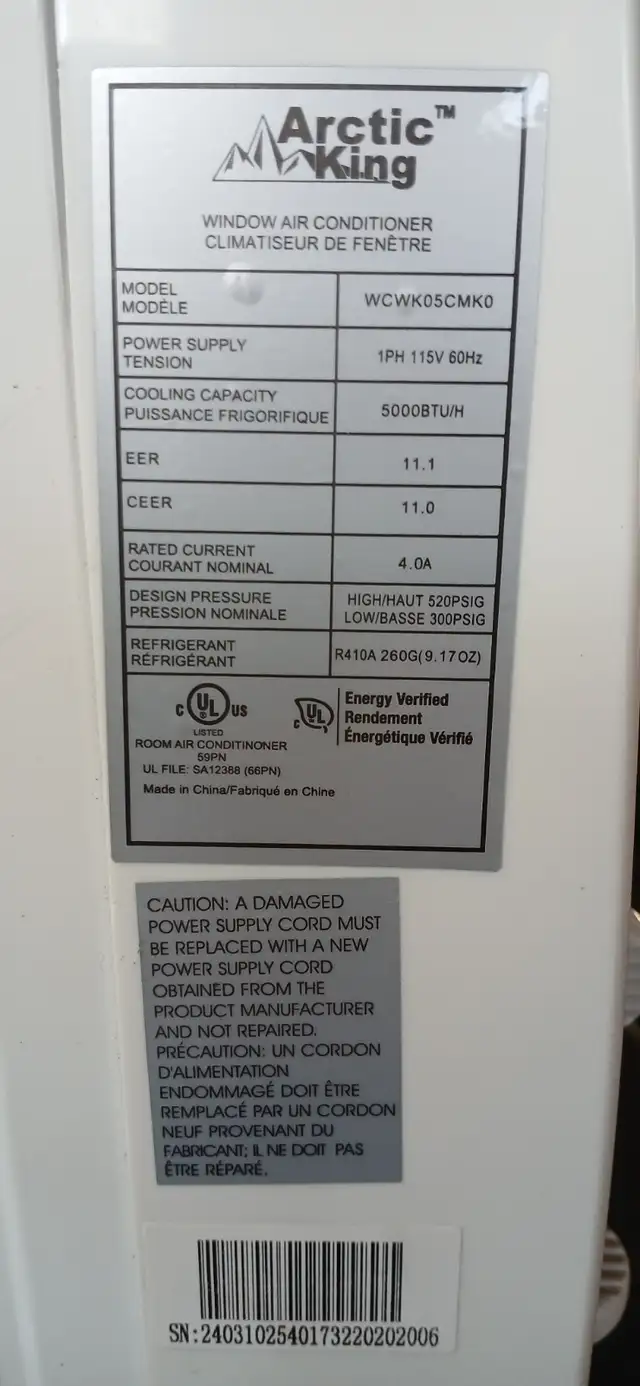 Arctic™
King
WINDOW AIR CONDITIONER
CLIMATISEUR DE FENÊTRE
MODEL
MODÈLE
WCWK05CMK0
POWER SUPPLY
TENSION
1PH 115V 60Hz
COOLING CAPACITY
PUISSANCE FRIGORIFIQUE
5000BTU/H
EER
11.1
CEER
11.0
RATED CURRENT
COURANT NOMINAL
4.0A
DESIGN PRESSURE
PRESSION NOMINALE
HIGH/HAUT 520PSIG
LOW/BASSE 300PSIG
REFRIGERANT
RÉFRIGÉRANT
R410A 260G(9.17OZ)
c UL ® US
LISTED
ROOM AIR CONDITINONER
59PN
UL FILE: SA12388 (66PN)
c UL
Energy Verified
Rendement
Énergétique Vérifié
Made in China/Fabriqué en Chine
CAUTION: A DAMAGED
POWER SUPPLY CORD MUST
BE REPLACED WITH A NEW
POWER SUPPLY CORD
OBTAINED FROM THE
PRODUCT MANUFACTURER
AND NOT REPAIRED.
PRÉCAUTION: UN CORDON
D'ALIMENTATION
ENDOMMAGÉ DOIT ÊTRE
REMPLACÉ PAR UN CORDON
NEUF PROVENANT DU
FABRICANT; IL NE DOIT PAS
ÊTRE RÉPARÉ.
SN:24031025401732202020​06